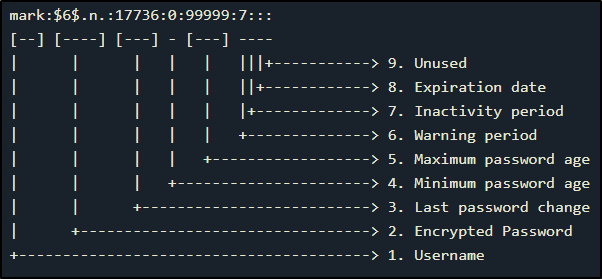 mark:$6$.n.:17736:0:99999:7:::
[--] [----] [---] - [---] ----
|      |      |   |   |   |||+-----------> 9. Unused
|      |      |   |   |   ||+------------> 8. Expiration date
|      |      |   |   |   |+-------------> 7. Inactivity period
|      |      |   |   |   +--------------> 6. Warning period
|      |      |   |   +------------------> 5. Maximum password age
|      |      |   +----------------------> 4. Minimum password age
|      |      +--------------------------> 3. Last password change
|      +---------------------------------> 2. Encrypted Password
+----------------------------------------> 1. Username